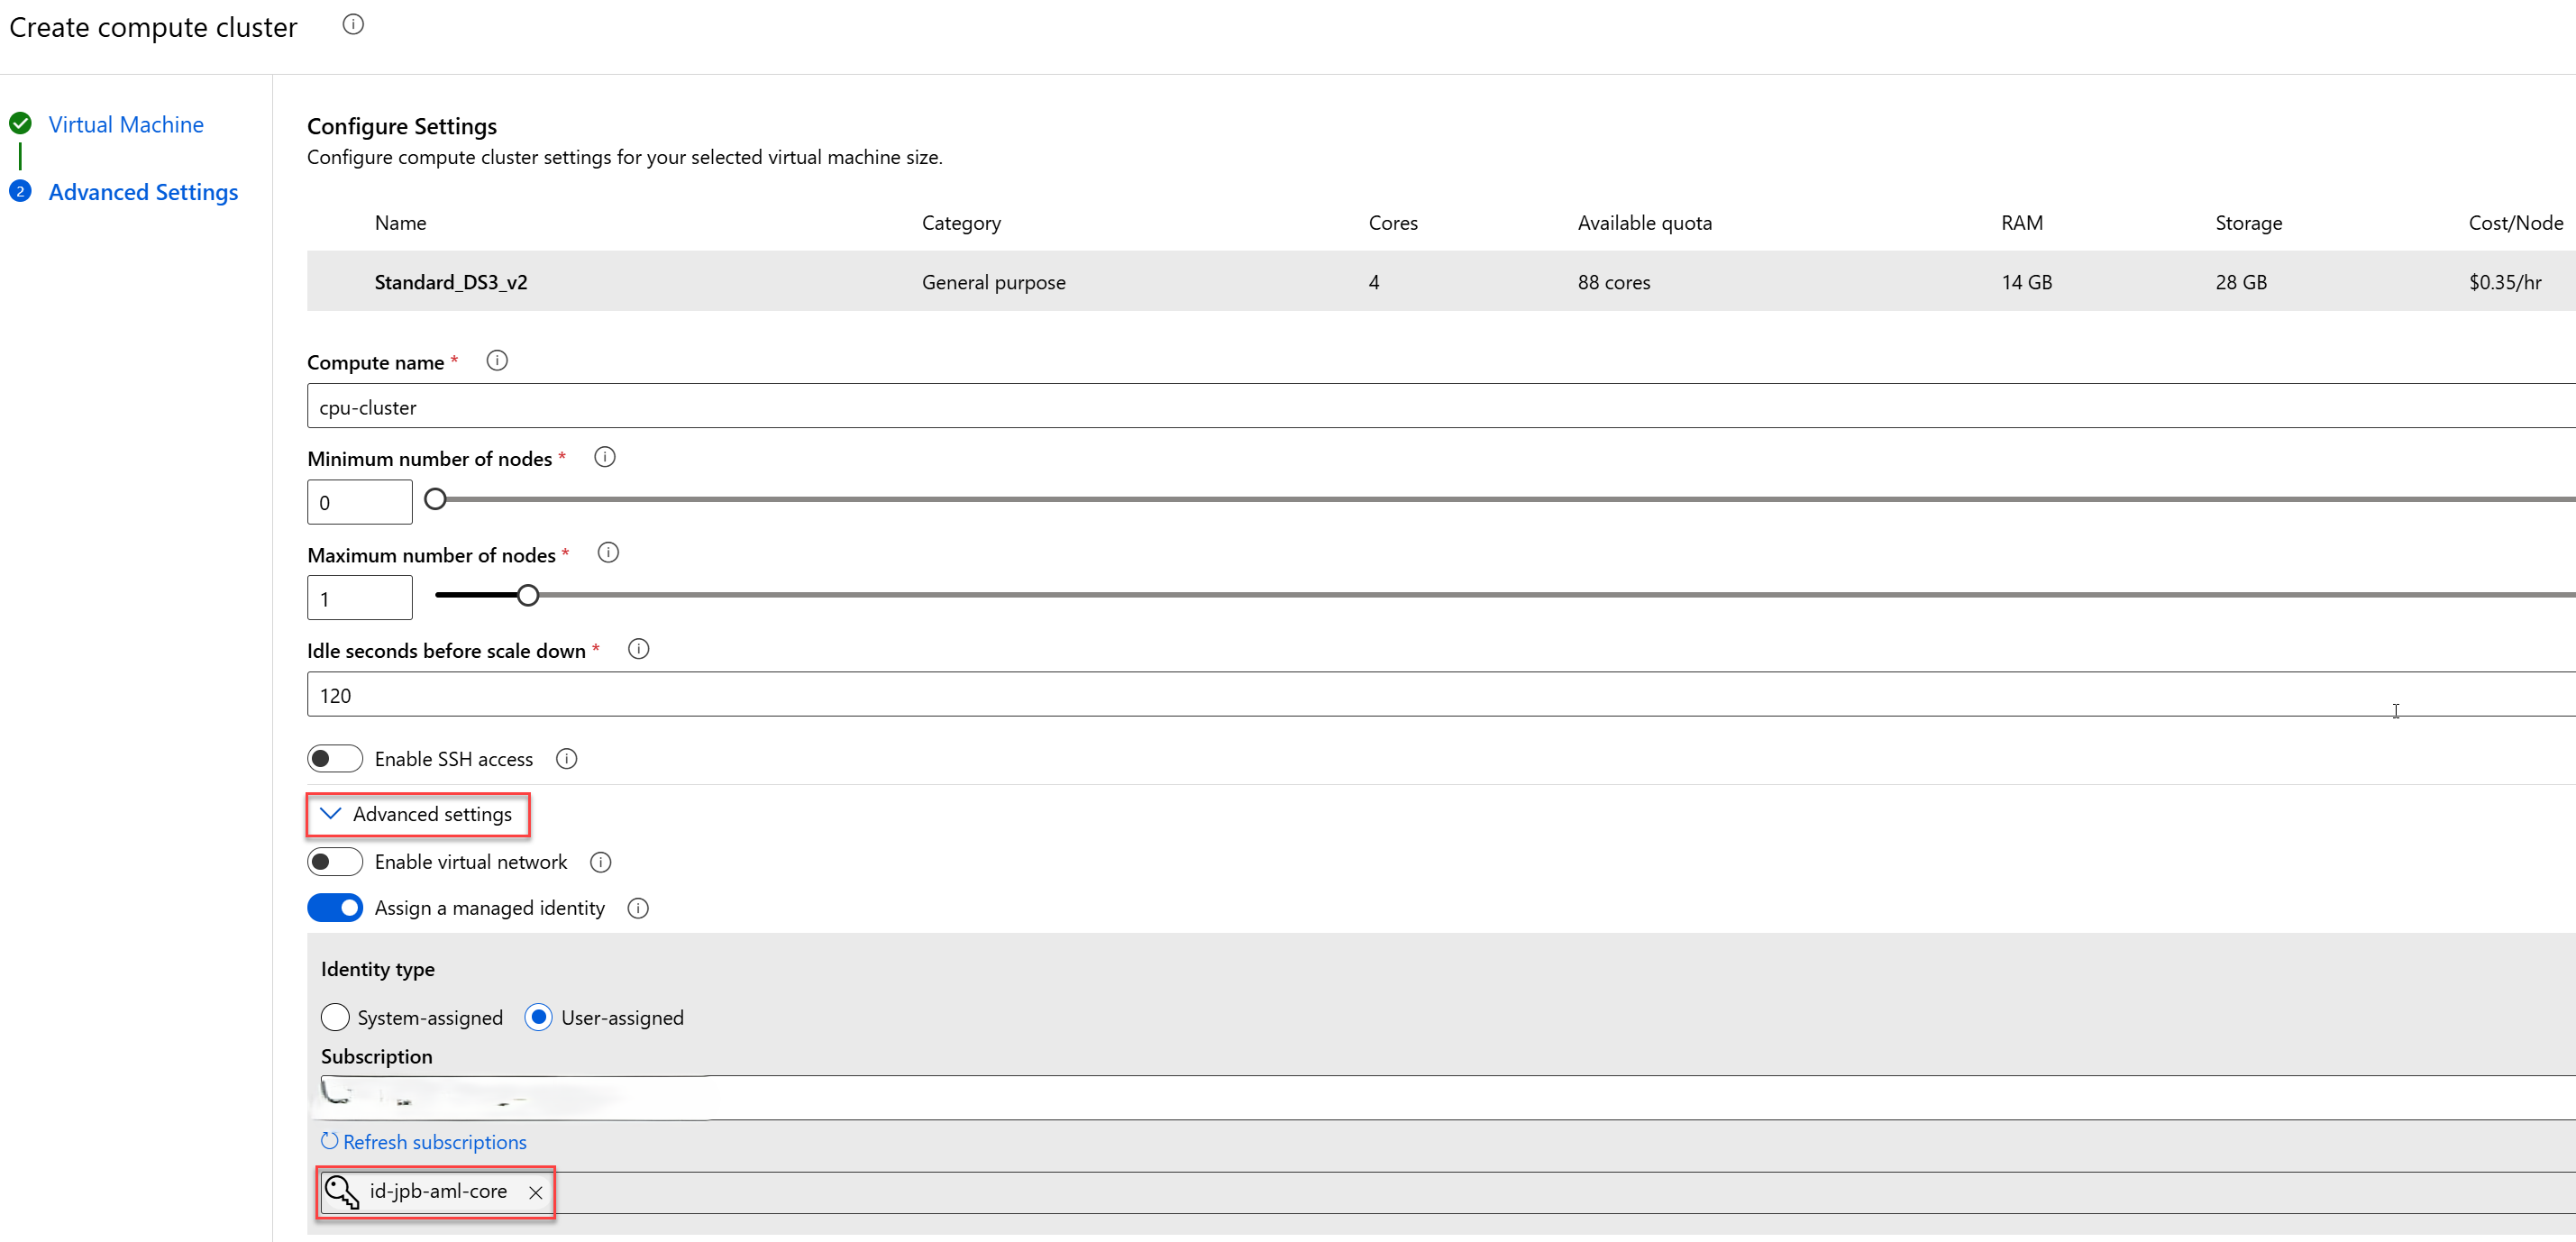 Create compute cluster
Virtual Machine
2 Advanced Settings
Configure Settings
Configure compute cluster settings for your selected virtual machine size.
Name Category Cores Available quota RAM Storage Cost/Node
Standard_DS3_v2 General purpose 4 88 cores 14 GB 28 GB $0.35/hr
Compute name *
cpu-cluster
Minimum number of nodes *
0
Maximum number of nodes *
1
Idle seconds before scale down *
120
Enable SSH access
Advanced settings
Enable virtual network
Assign a managed identity
Identity type
System-assigned User-assigned
Subscription
Refresh subscriptions
id-jpb-aml-core